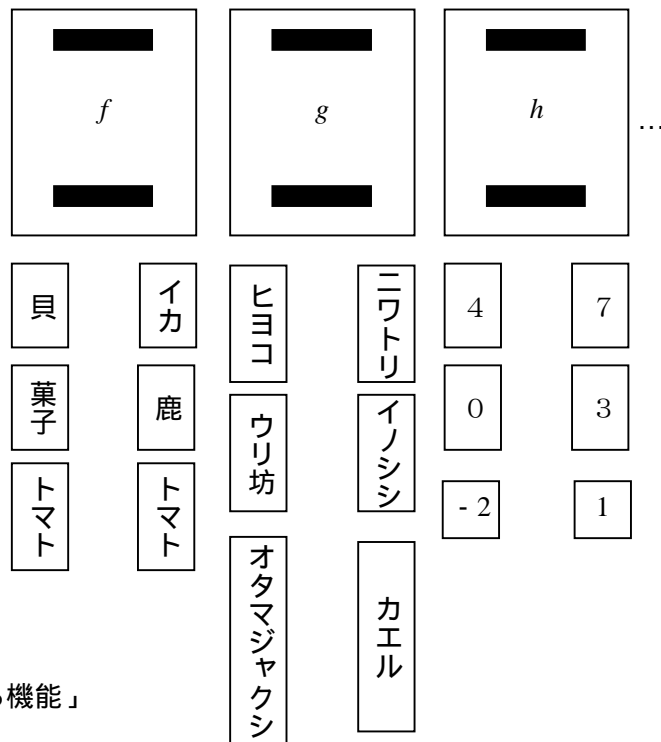 f g h …
貝 イカ ヒヨコ ニワトリ 4 7
菓子 鹿 ウリ坊 イノシシ 0 3
トマト トマト オタマジャクシ カエル -2 1
機能」